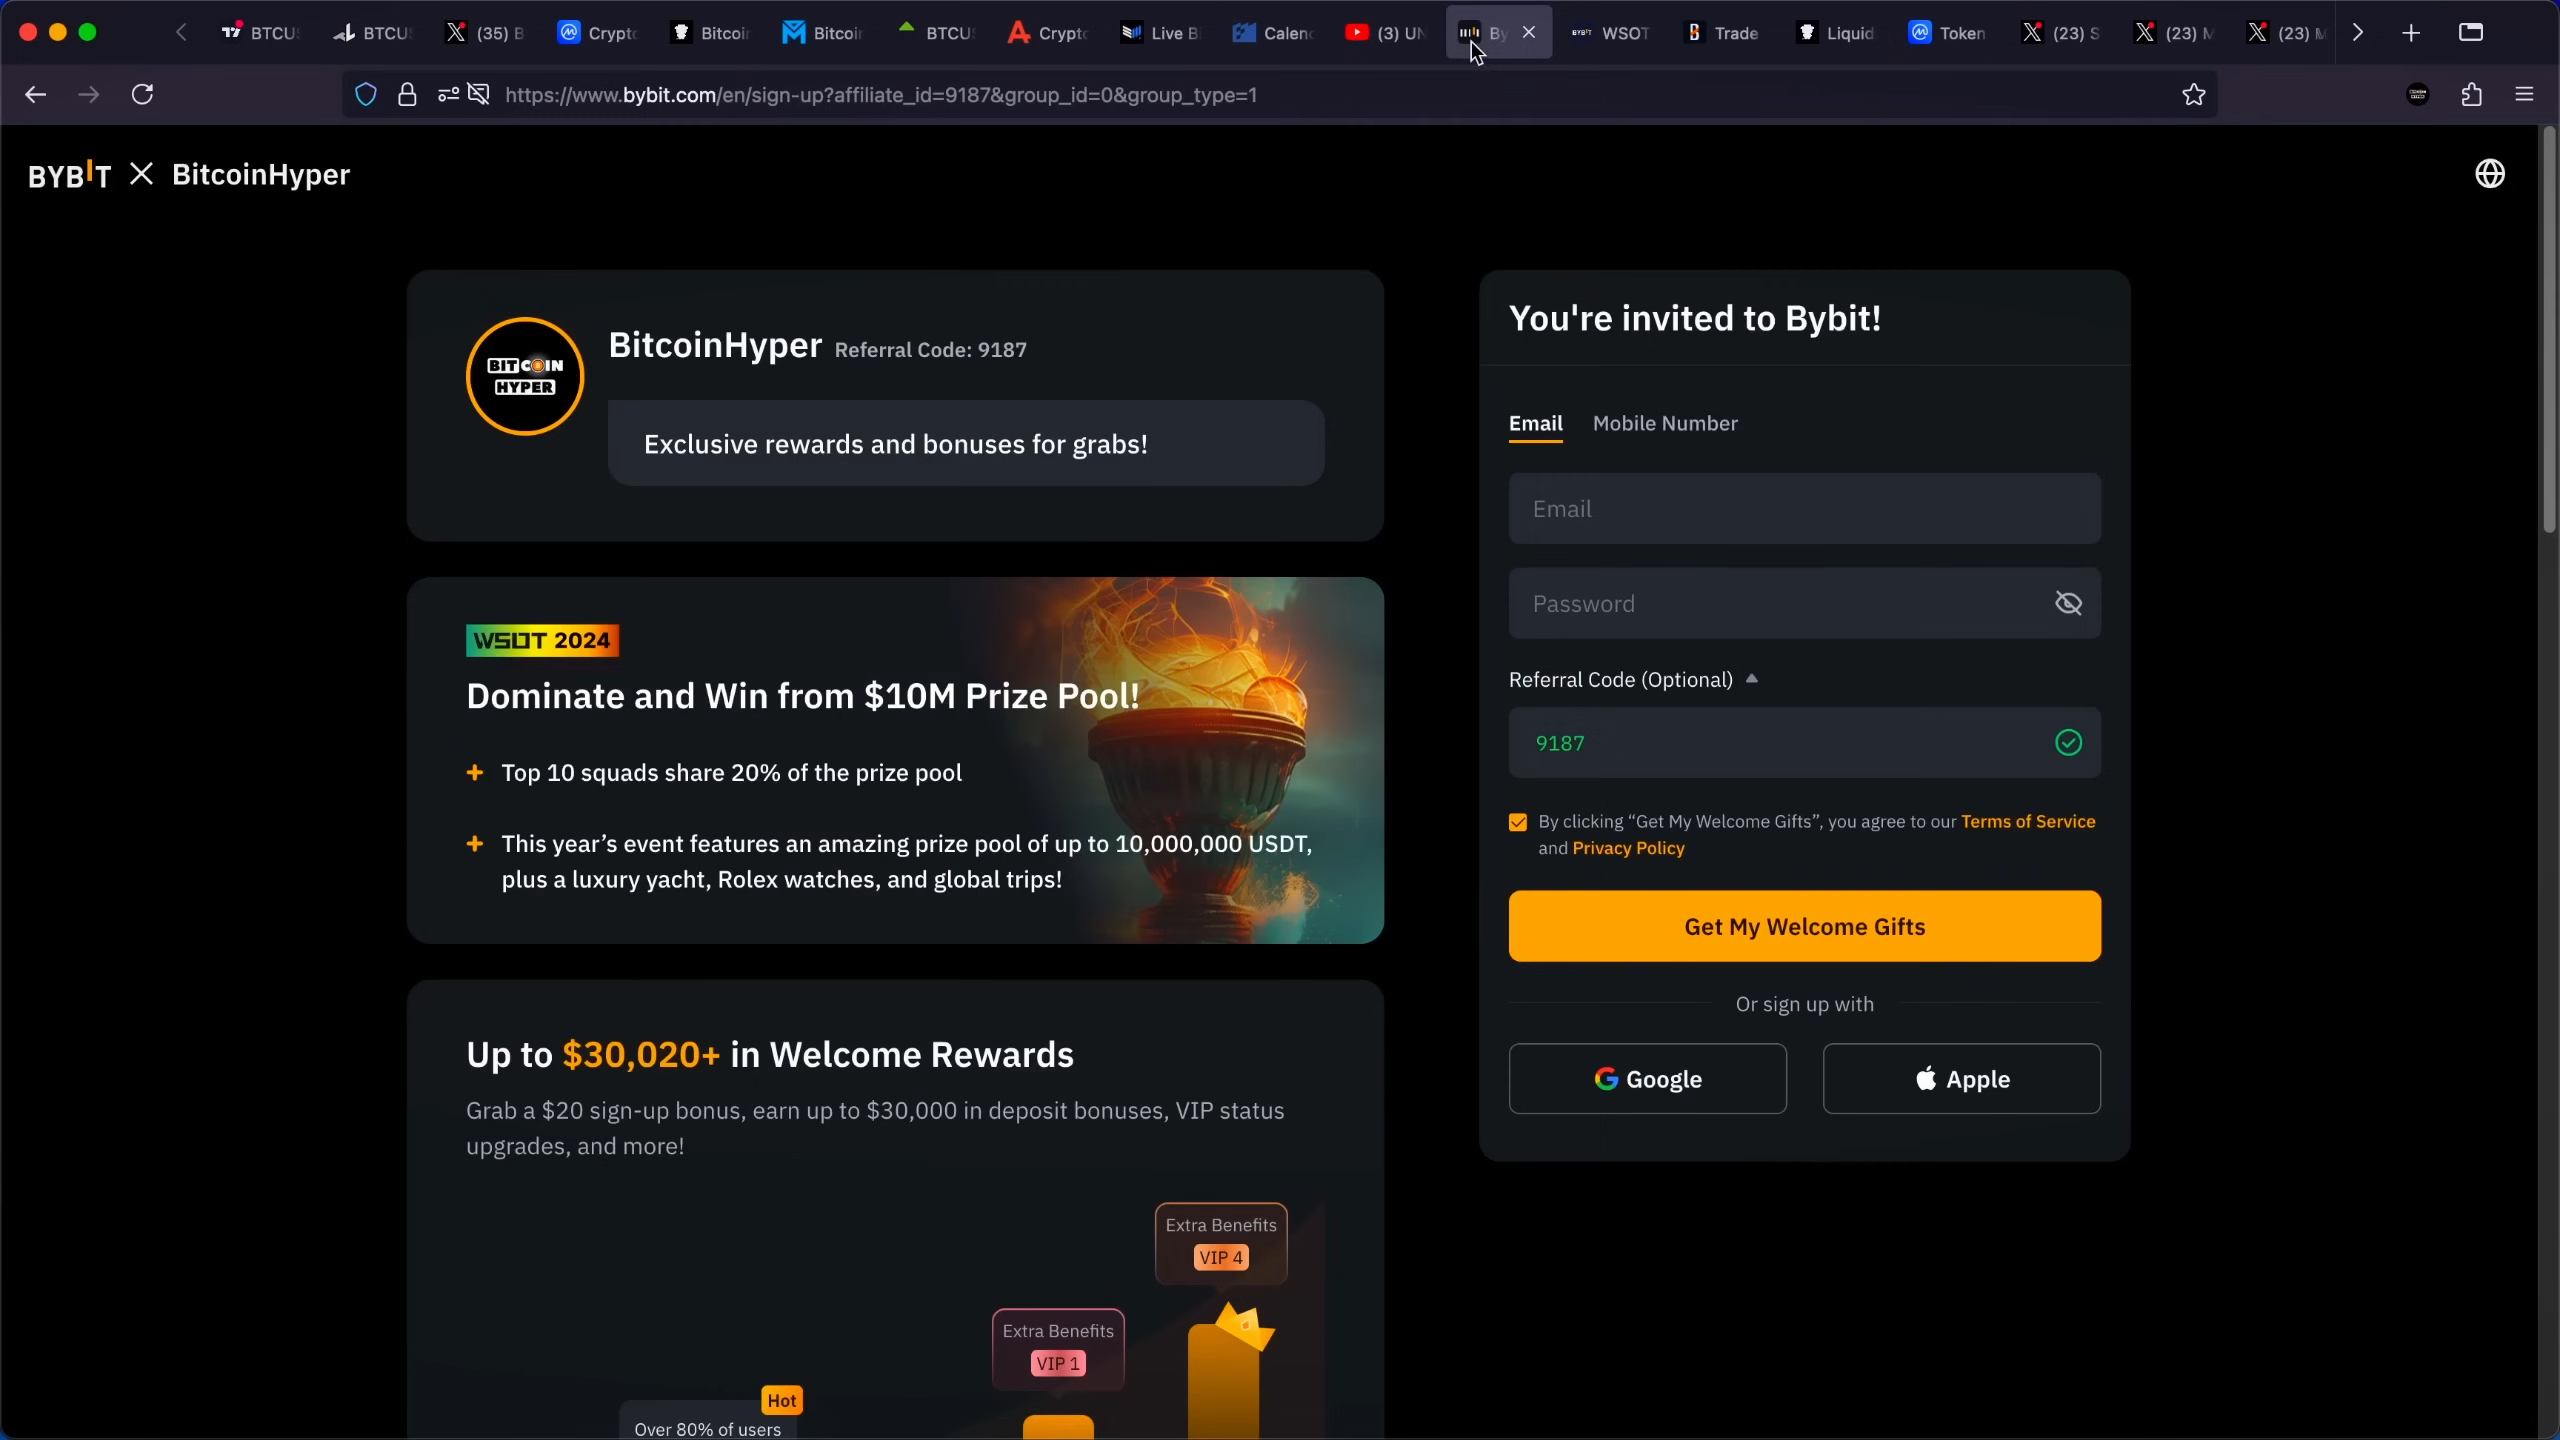 BTCU
BTCU
(35) B
Crypto
Bitcoi
Bitcoi
BTCU
Crypto
Live B
Calen
(3) UN
By
WSOT
Trade
Liquid
Token
(23) S
(23) M
(23) M
https://www.bybit.com/en/sign-up?affiliate_id=9187&group_id=0&group_type=1
BYBIT X BitcoinHyper
BITCOIN
HYPER
BitcoinHyper Referral Code: 9187
Exclusive rewards and bonuses for grabs!
WSOT 2024
Dominate and Win from $10M Prize Pool!
+ Top 10 squads share 20% of the prize pool
+ This year’s event features an amazing prize pool of up to 10,000,000 USDT,
plus a luxury yacht, Rolex watches, and global trips!
Up to $30,020+ in Welcome Rewards
Grab a $20 sign-up bonus, earn up to $30,000 in deposit bonuses, VIP status
upgrades, and more!
Extra Benefits
VIP 4
Extra Benefits
VIP 1
Hot
Over 80% of users
You're invited to Bybit!
Email Mobile Number
Email
Password
Referral Code (Optional)
9187
By clicking “Get My Welcome Gifts”, you agree to our Terms of Service
and Privacy Policy
Get My Welcome Gifts
Or sign up with
Google
Apple